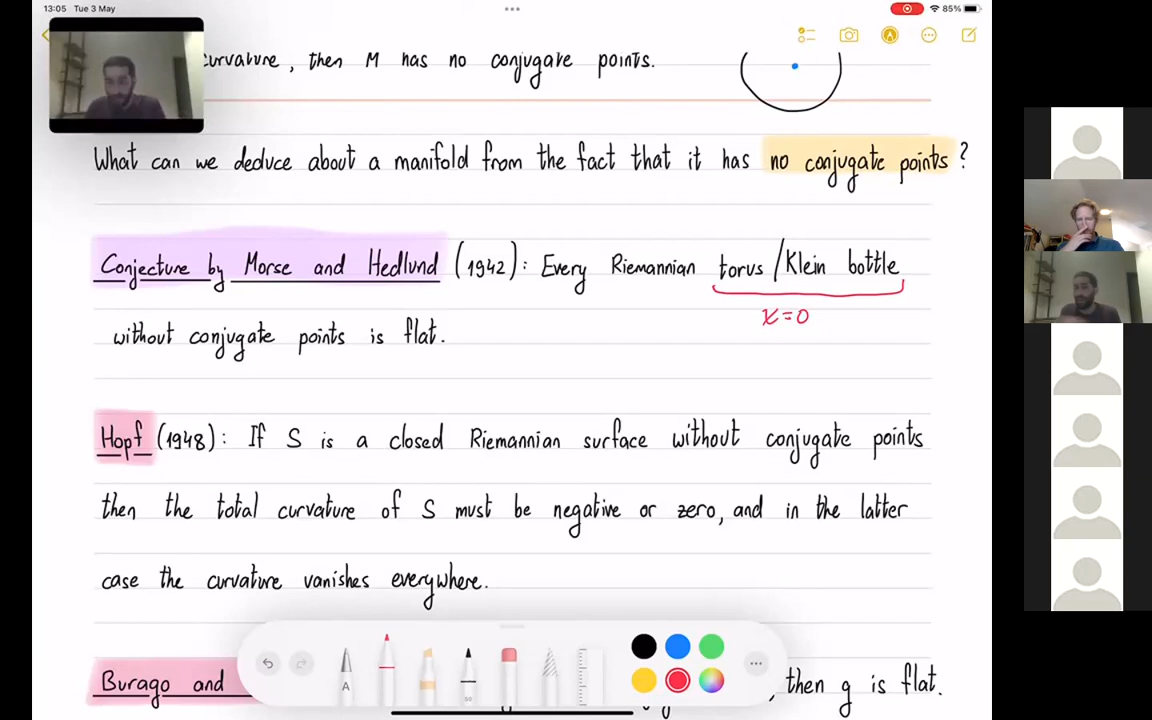 13:05 Tue 3 May
85%
curvature, then M has no conjugate points.
What can we deduce about a manifold from the fact that it has no conjugate points?
Conjecture by Morse and Hedlund (1942): Every Riemannian torus/Klein bottle
χ=0
without conjugate points is flat.
Hopf (1948): If S is a closed Riemannian surface without conjugate points
then the total curvature of S must be negative or zero, and in the latter
case the curvature vanishes everywhere.
A
50
Burago and , then g is flat.